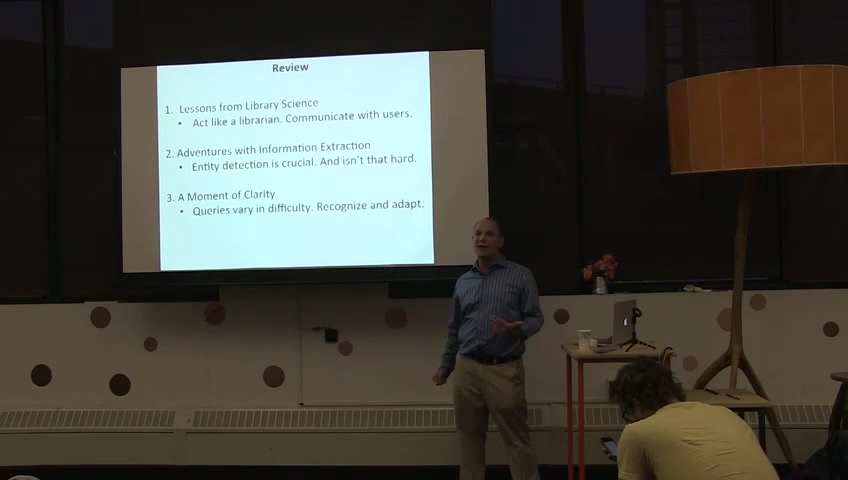 Review
1. Lessons from Library Science
• Act like a librarian. Communicate with users.
2. Adventures with Information Extraction
• Entity detection is crucial. And isn't that hard.
3. A Moment of Clarity
• Queries vary in difficulty. Recognize and adapt.